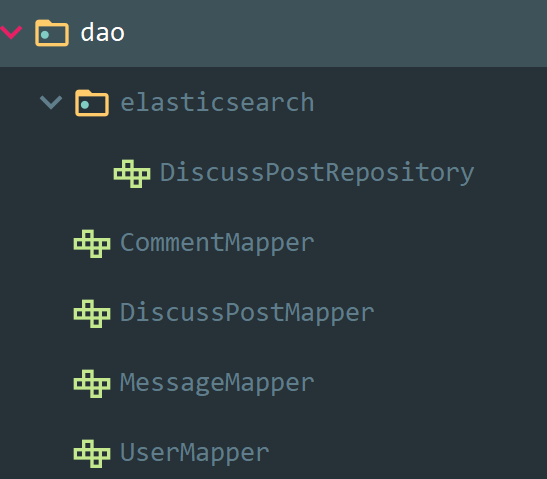 dao
elasticsearch
DiscussPostRepository
CommentMapper
DiscussPostMapper
MessageMapper
UserMapper